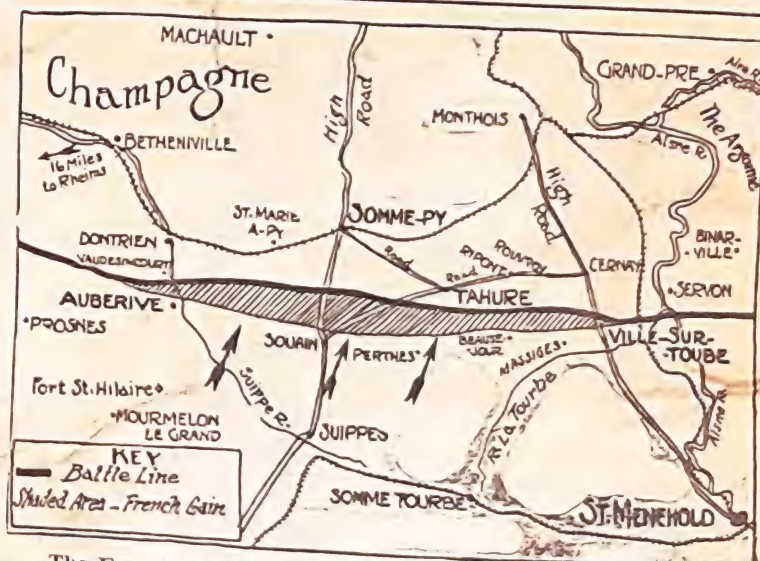 MACHAULT
Champagne
High
Road
GRAND-PRE
Aire R.
MONTHOIS
Aisne R.
The Argonne
BETHENIVILLE
16 Miles
to Rheims
High
Road
ST. MARIE
A-PY
SOMME-PY
DONTRIEN
VAUDESINCOURT
Road
Road
RIPONT
ROUVROY
CERNAY
BINAR-
VILLE
SERVON
AUBERIVE
TAHURE
PROSNES
SOUAIN
PERTHES
BEAUSE-
JOUR
MASSIGES
VILLE-SUR-
TOUBE
Fort St. Hilaire
Suippe R.
R. La Tourbe
Aisne R.
MOURMELON
LE GRAND
SUIPPES
KEY
Battle Line
Shaded Area - French Gain
SOMME TOURBE
ST. MENEHOLD
The